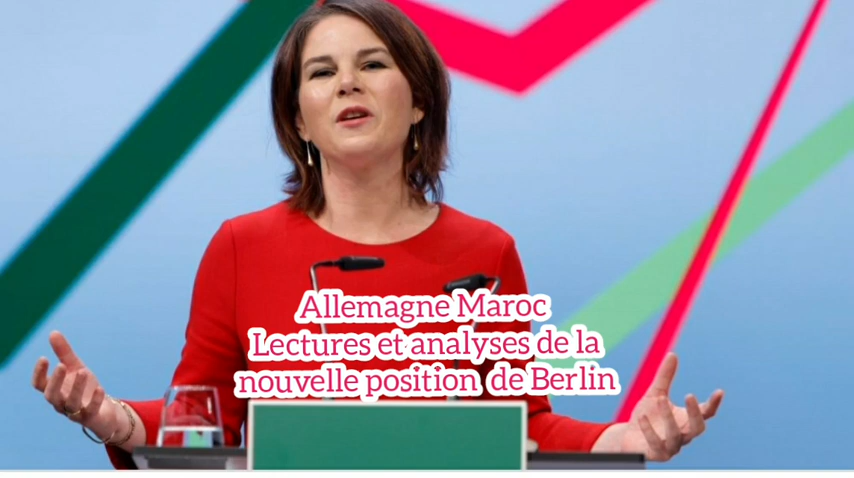 Allemagne Maroc
Lectures et analyses de la
nouvelle position de Berlin